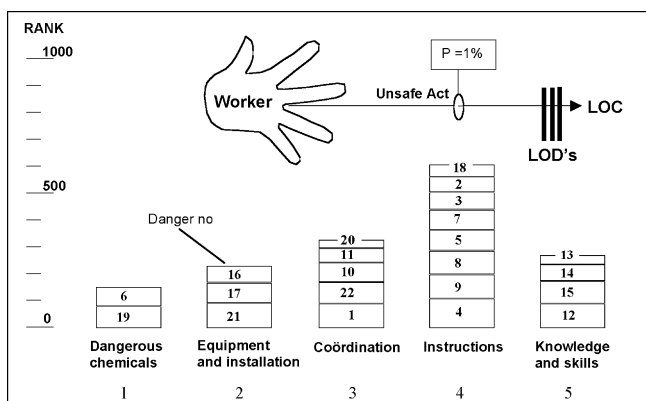 RANK
1000
P =1%
Worker
Unsafe Act
LOC
LOD's
500
18
2
3
Danger no
7
20
5
11
13
16
10
8
14
6
17
22
9
15
19
21
1
4
12
0
Dangerous chemicals
Equipment and installation
Coördination
Instructions
Knowledge and skills
1
2
3
4
5